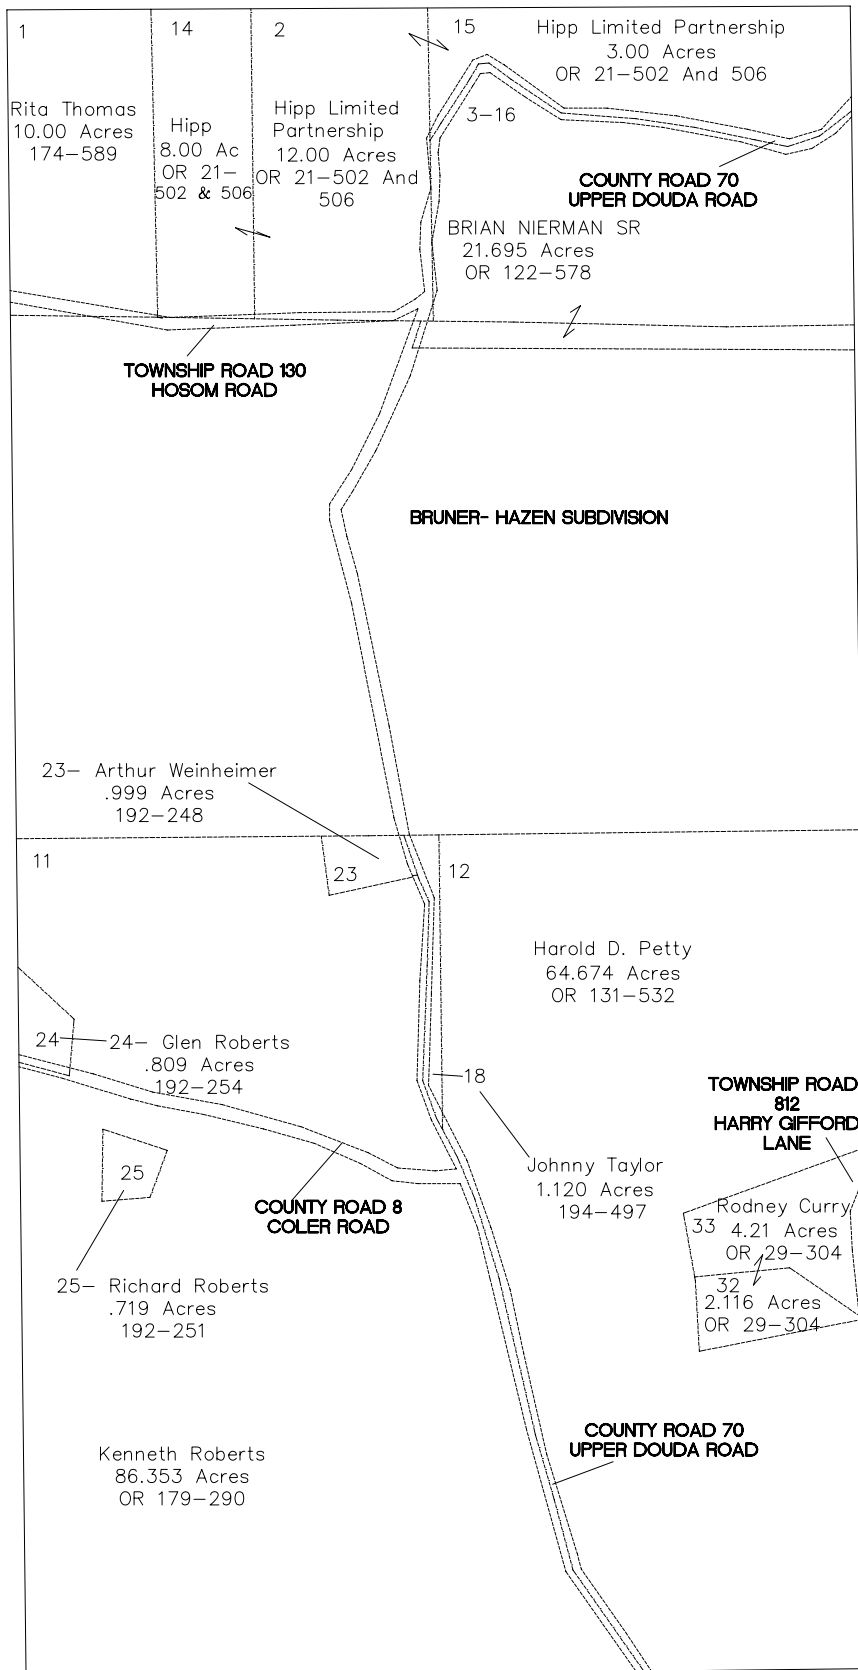 1
14
2
15
Hipp Limited Partnership
3.00 Acres
OR 21-502 And 506
Rita Thomas
10.00 Acres
174-589
Hipp
8.00 Ac
OR 21-
502 & 506
Hipp Limited
Partnership
12.00 Acres
OR 21-502 And
506
3-16
COUNTY ROAD 70
UPPER DOUDA ROAD
BRIAN NIERMAN SR
21.695 Acres
OR 122-578
TOWNSHIP ROAD 130
HOSOM ROAD
BRUNER- HAZEN SUBDIVISION
23- Arthur Weinheimer
.999 Acres
192-248
11
23
12
Harold D. Petty
64.674 Acres
OR 131-532
24
24- Glen Roberts
.809 Acres
192-254
18
TOWNSHIP ROAD
812
HARRY GIFFORD
LANE
25
Johnny Taylor
1.120 Acres
194-497
COUNTY ROAD 8
COLER ROAD
33
Rodney Curry
4.21 Acres
OR 29-304
32
2.116 Acres
OR 29-304
25- Richard Roberts
.719 Acres
192-251
COUNTY ROAD 70
UPPER DOUDA ROAD
Kenneth Roberts
86.353 Acres
OR 179-290